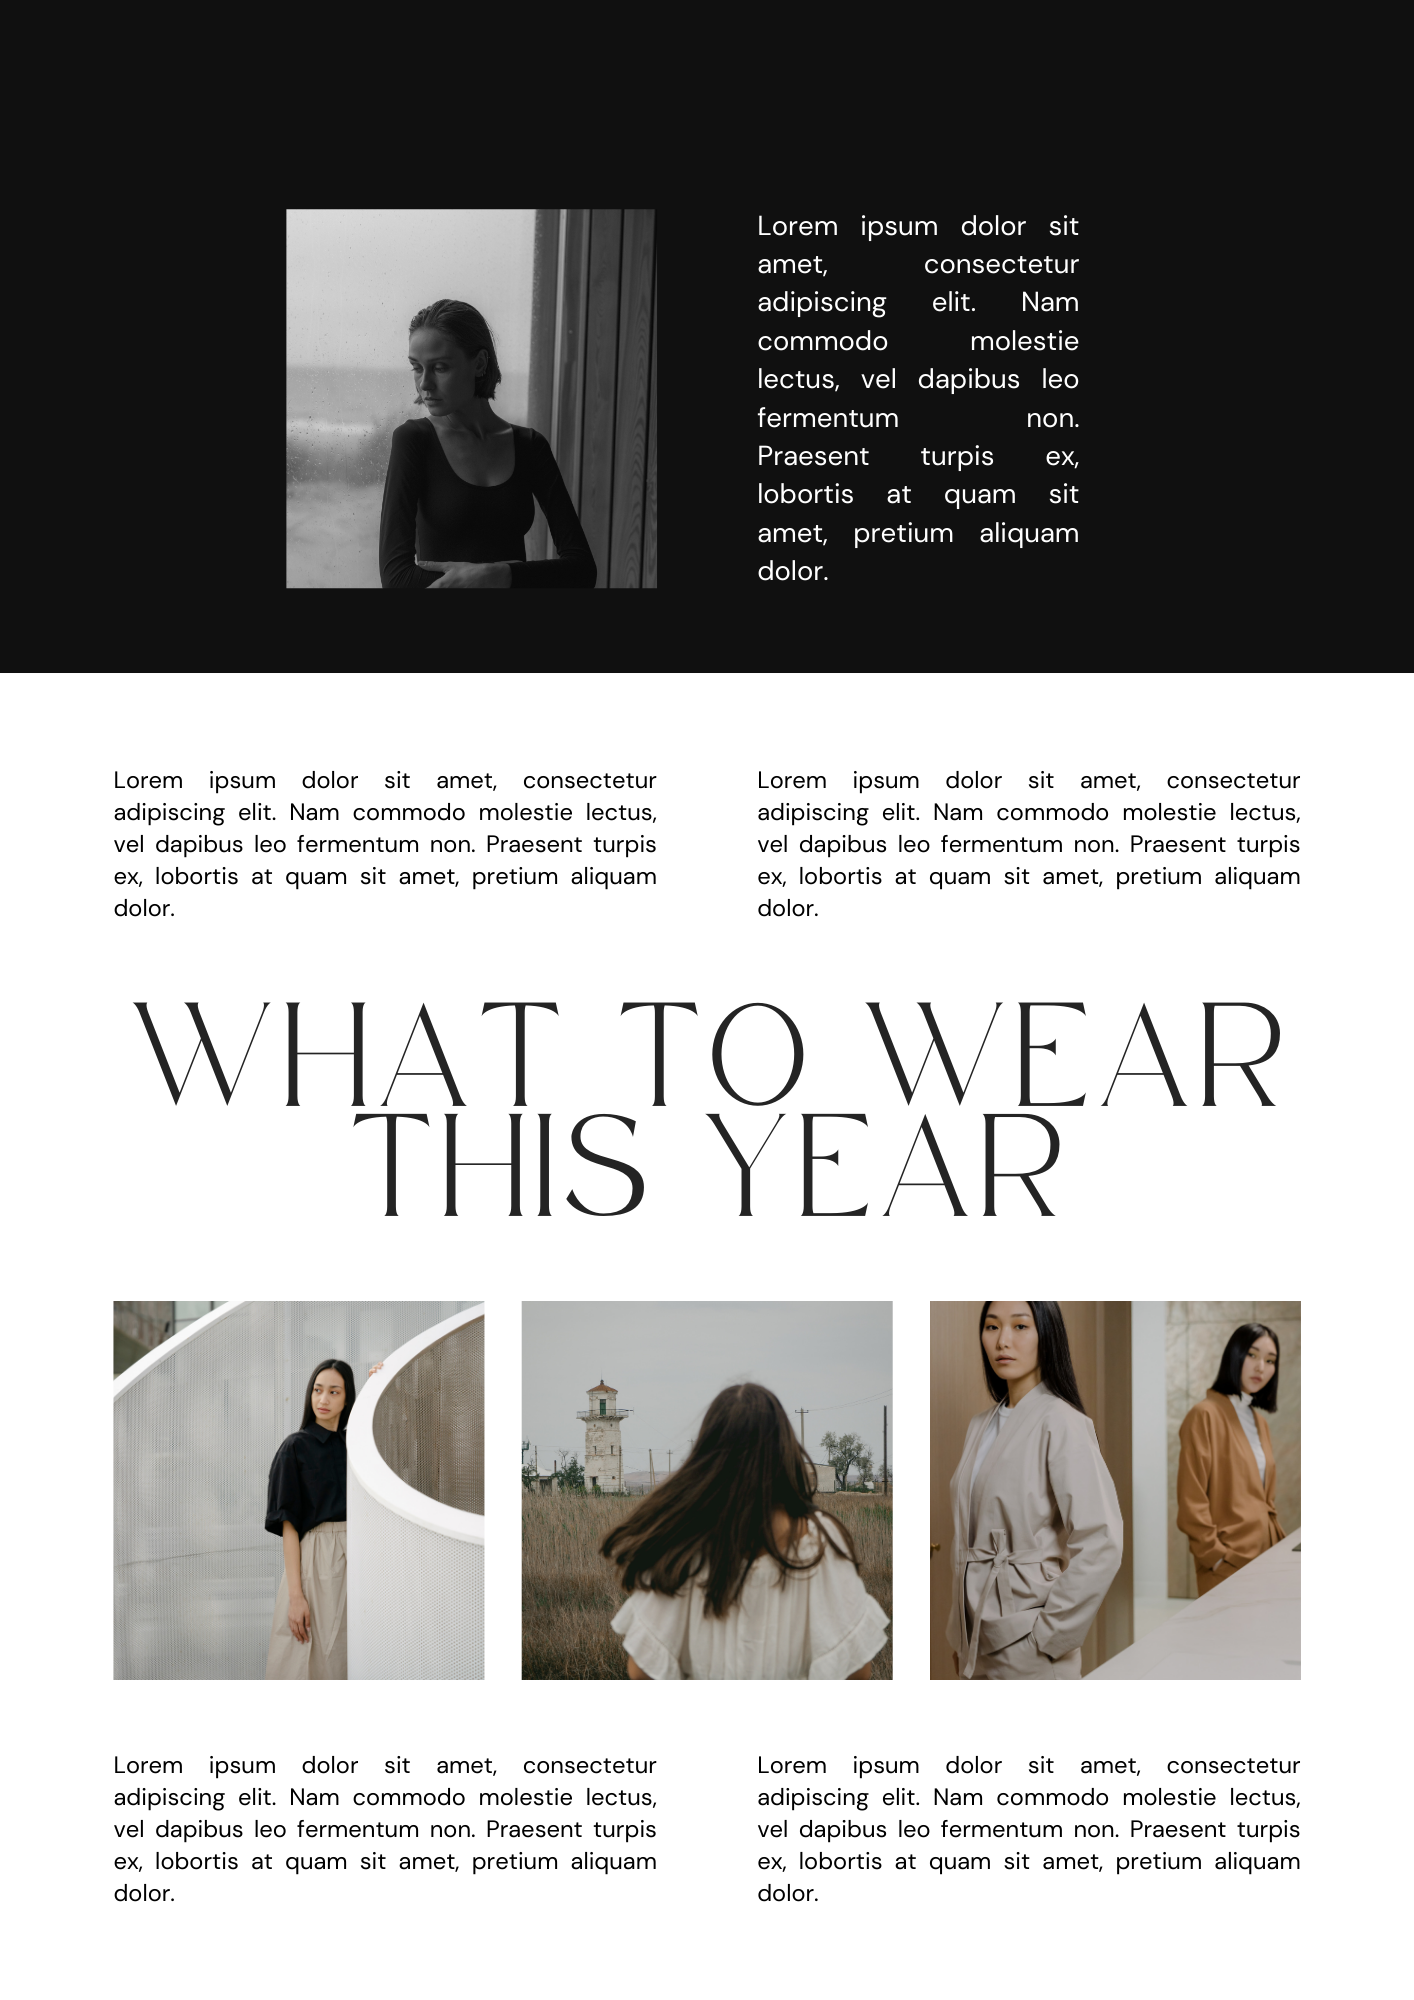 Lorem ipsum dolor sit
amet, consectetur
adipiscing elit. Nam
commodo molestie
lectus, vel dapibus leo
fermentum non.
Praesent turpis ex,
lobortis at quam sit
amet, pretium aliquam
dolor.
Lorem ipsum dolor sit amet, consectetur
adipiscing elit. Nam commodo molestie lectus,
vel dapibus leo fermentum non. Praesent turpis
ex, lobortis at quam sit amet, pretium aliquam
dolor.
Lorem ipsum dolor sit amet, consectetur
adipiscing elit. Nam commodo molestie lectus,
vel dapibus leo fermentum non. Praesent turpis
ex, lobortis at quam sit amet, pretium aliquam
dolor.
WHAT TO WEAR
THIS YEAR
Lorem ipsum dolor sit amet, consectetur
adipiscing elit. Nam commodo molestie lectus,
vel dapibus leo fermentum non. Praesent turpis
ex, lobortis at quam sit amet, pretium aliquam
dolor.
Lorem ipsum dolor sit amet, consectetur
adipiscing elit. Nam commodo molestie lectus,
vel dapibus leo fermentum non. Praesent turpis
ex, lobortis at quam sit amet, pretium aliquam
dolor.